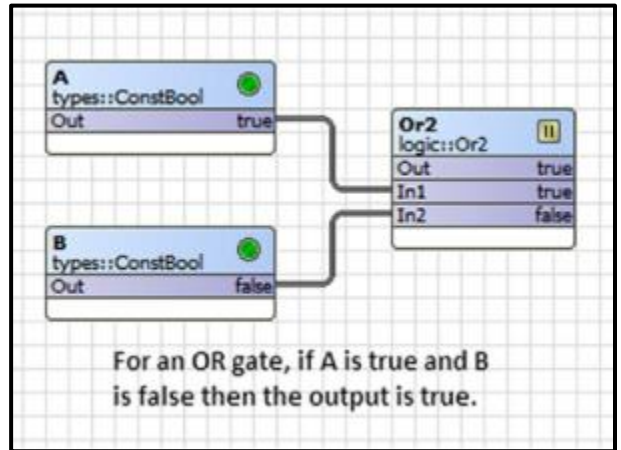 A
types::ConstBool
Out true
Or2
logic::Or2
Out true
In1 true
In2 false
B
types::ConstBool
Out false
For an OR gate, if A is true and B
is false then the output is true.